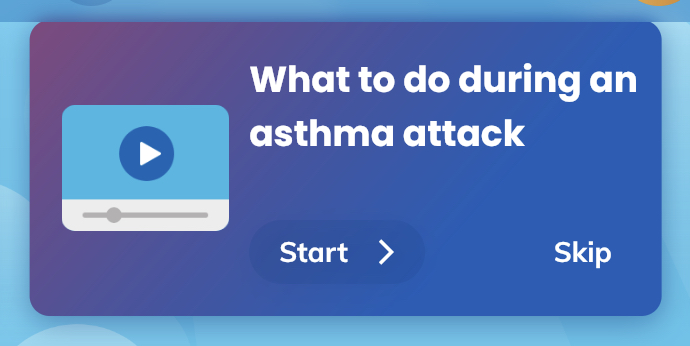 What to do during an
asthma attack
Start
Skip